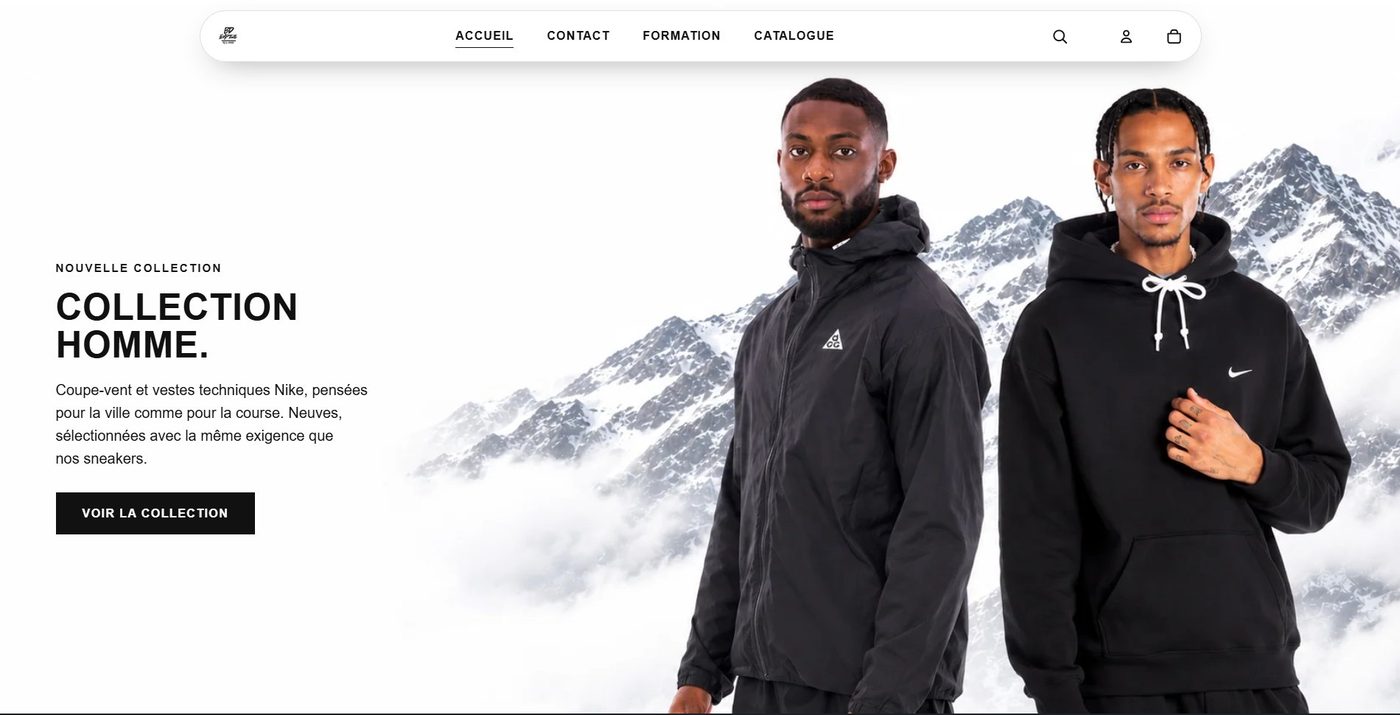 ACCUEIL CONTACT FORMATION CATALOGUE
NOUVELLE COLLECTION
COLLECTION
HOMME.
Coupe-vent et vestes techniques Nike, pensées
pour la ville comme pour la course. Neuves,
sélectionnées avec la même exigence que
nos sneakers.
VOIR LA COLLECTION